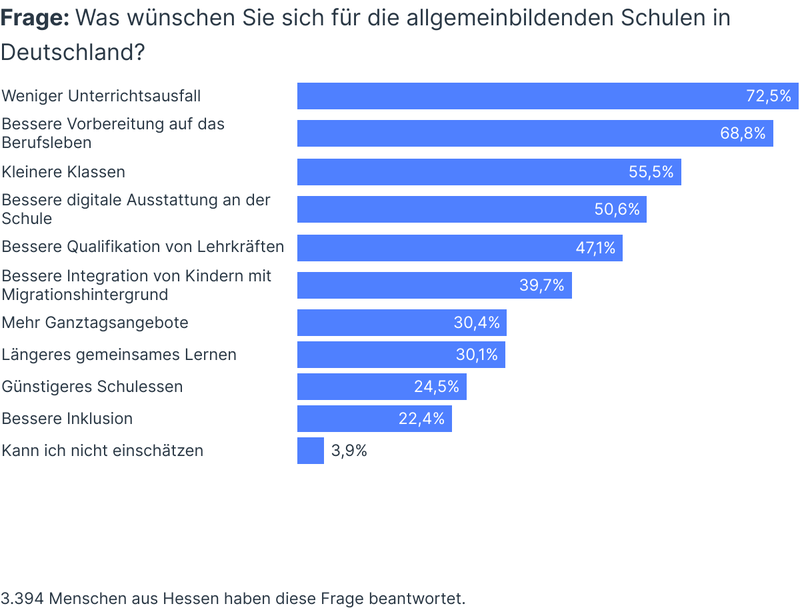 Frage: Was wünschen Sie sich für die allgemeinbildenden Schulen in
Deutschland?
Weniger Unterrichtsausfall 72,5%
Bessere Vorbereitung auf das
Berufsleben 68,8%
Kleinere Klassen 55,5%
Bessere digitale Ausstattung an der
Schule 50,6%
Bessere Qualifikation von Lehrkräften 47,1%
Bessere Integration von Kindern mit
Migrationshintergrund 39,7%
Mehr Ganztagsangebote 30,4%
Längeres gemeinsames Lernen 30,1%
Günstigeres Schulessen 24,5%
Bessere Inklusion 22,4%
Kann ich nicht einschätzen 3,9%
3.394 Menschen aus Hessen haben diese Frage beantwortet.